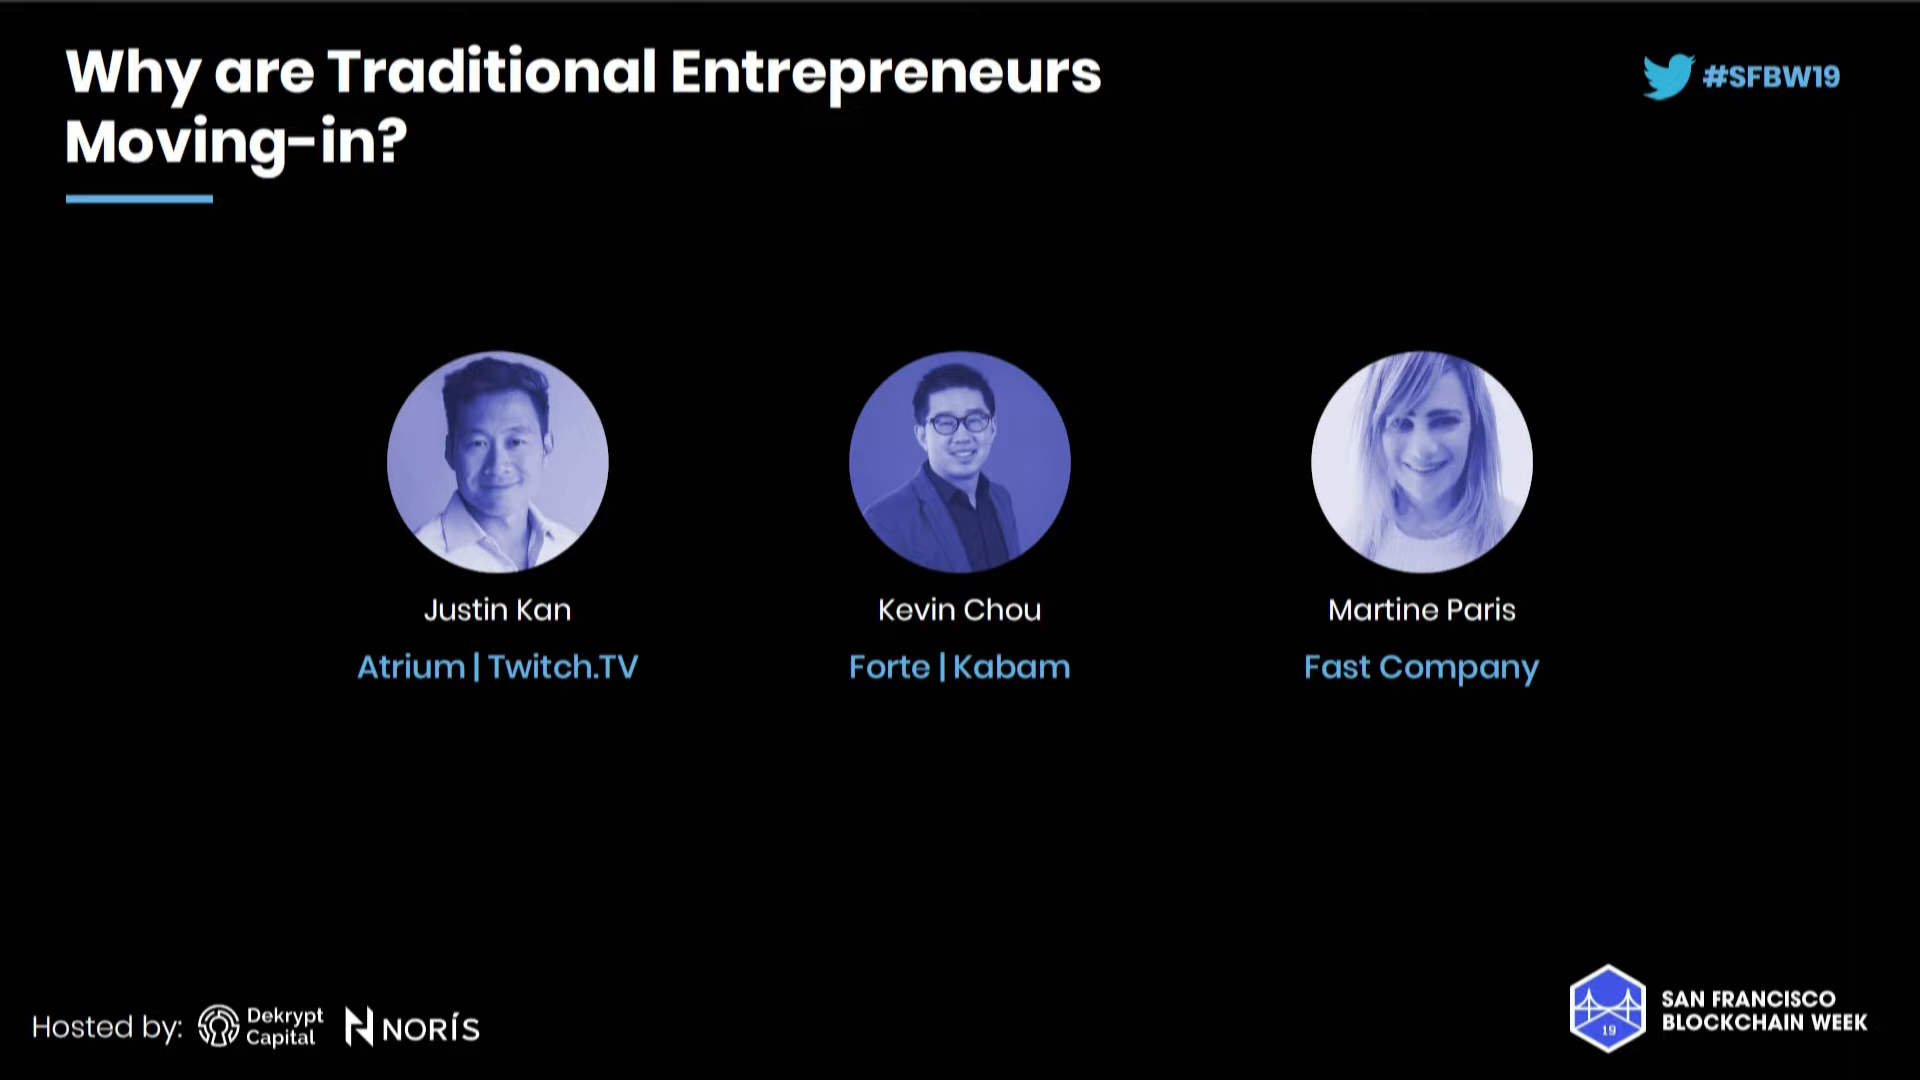 Why are Traditional Entrepreneurs
Moving-in?
#SFBW19
Justin Kan
Atrium | Twitch.TV
Kevin Chou
Forte | Kabam
Martine Paris
Fast Company
Hosted by:
Dekrypt
Capital
NORÍS
19
SAN FRANCISCO
BLOCKCHAIN WEEK